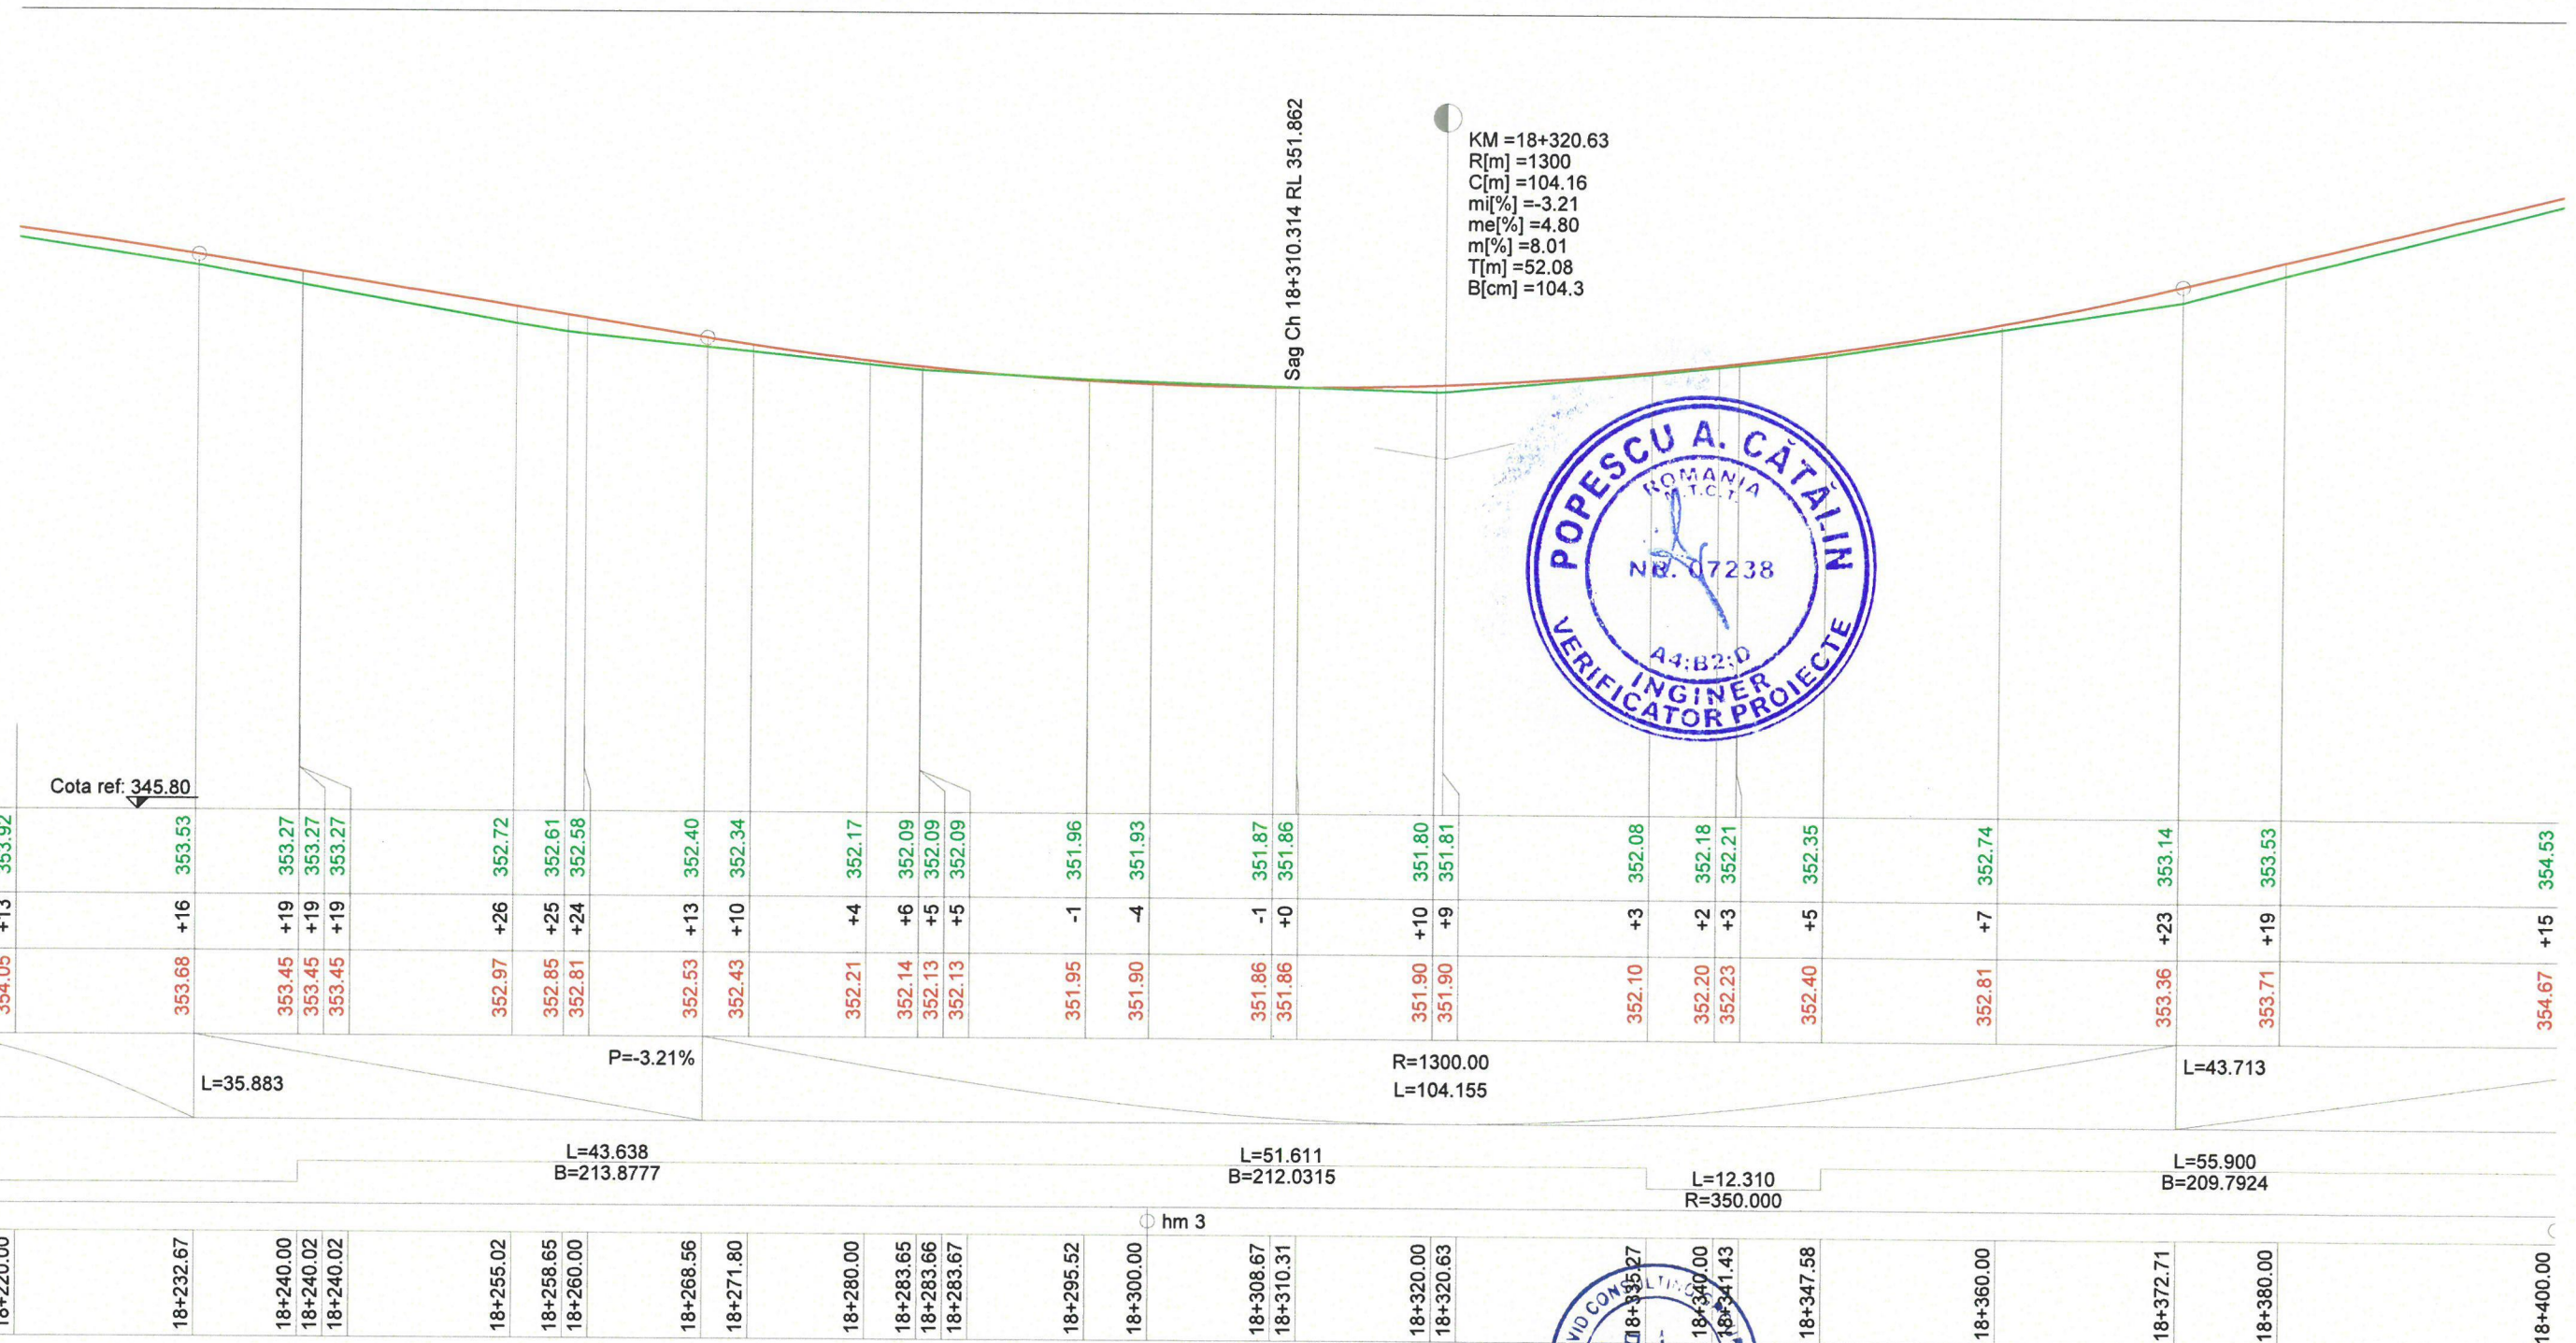 Sag Ch 18+310.314 RL 351.862
KM =18+320.63
R[m] =1300
C[m] =104.16
mi[%] =-3.21
me[%] =4.80
m[%] =8.01
T[m] =52.08
B[cm] =104.3
POPESCU A. CĂTĂLIN
ROMANIA
M.T.C.T.
NR. 07238
A4;B2;D
INGINER
VERIFICATOR PROIECTE
Cota ref: 345.80
353.92 353.53 353.27 353.27 353.27 352.72 352.61 352.58 352.40 352.34 352.17 352.09 352.09 352.09 351.96 351.93 351.87 351.86 351.80 351.81 352.08 352.18 352.21 352.35 352.74 353.14 353.53 354.53
+13 +16 +19 +19 +19 +26 +25 +24 +13 +10 +4 +6 +5 +5 -1 -4 -1 +0 +10 +9 +3 +2 +3 +5 +7 +23 +19 +15
354.05 353.68 353.45 353.45 353.45 352.97 352.85 352.81 352.53 352.43 352.21 352.14 352.13 352.13 351.95 351.90 351.86 351.86 351.90 351.90 352.10 352.20 352.23 352.40 352.81 353.36 353.71 354.67
L=35.883
P=-3.21%
R=1300.00
L=104.155
L=43.713
L=43.638
B=213.8777
L=51.611
B=212.0315
L=12.310
R=350.000
L=55.900
B=209.7924
hm 3
18+220.00 18+232.67 18+240.00 18+240.02 18+240.02 18+255.02 18+258.65 18+260.00 18+268.56 18+271.80 18+280.00 18+283.65 18+283.66 18+283.67 18+295.52 18+300.00 18+308.67 18+310.31 18+320.00 18+320.63 18+335.27 18+340.00 18+341.43 18+347.58 18+360.00 18+372.71 18+380.00 18+400.00
CONSULTING